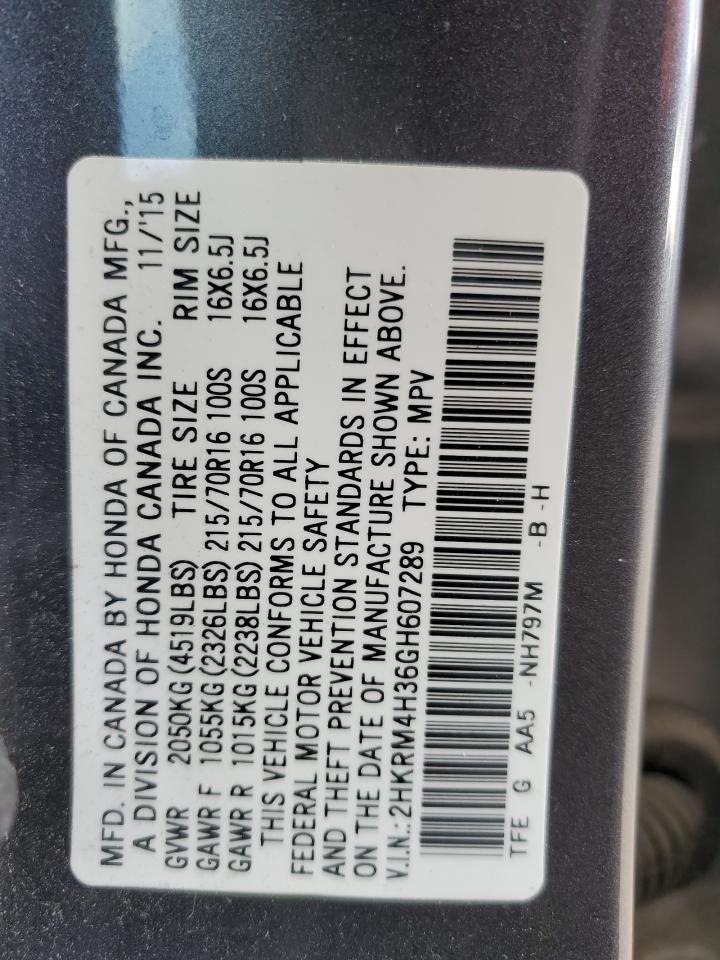 MFD. IN CANADA BY HONDA OF CANADA MFG.,
A DIVISION OF HONDA CANADA INC. 11/'15
GVWR 2050KG (4519LBS) TIRE SIZE RIM SIZE
GAWR F 1055KG (2326LBS) 215/70R16 100S 16X6.5J
GAWR R 1015KG (2238LBS) 215/70R16 100S 16X6.5J
THIS VEHICLE CONFORMS TO ALL APPLICABLE
FEDERAL MOTOR VEHICLE SAFETY
AND THEFT PREVENTION STANDARDS IN EFFECT
ON THE DATE OF MANUFACTURE SHOWN ABOVE.
V.I.N.: 2HKRM4H36GH607289 TYPE: MPV
TFE G AA5 -NH797M -B -H